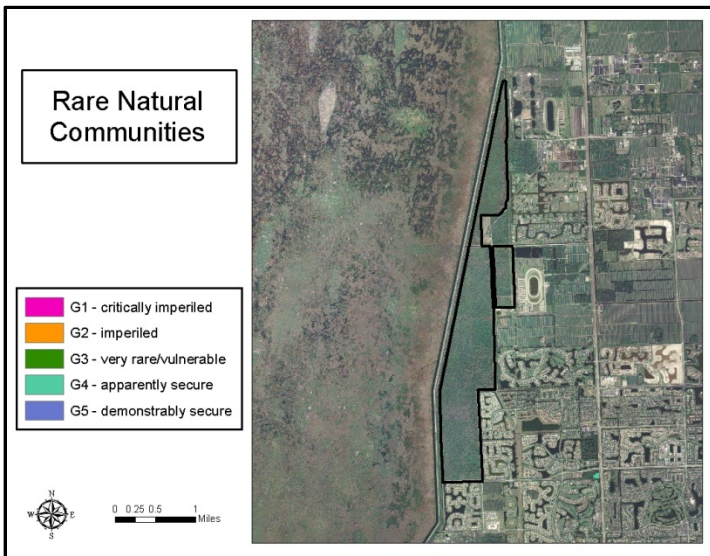 Rare Natural
Communities
G1 - critically imperiled
G2 - imperiled
G3 - very rare/vulnerable
G4 - apparently secure
G5 - demonstrably secure
N
W
E
S
0 0.25 0.5 1
Miles